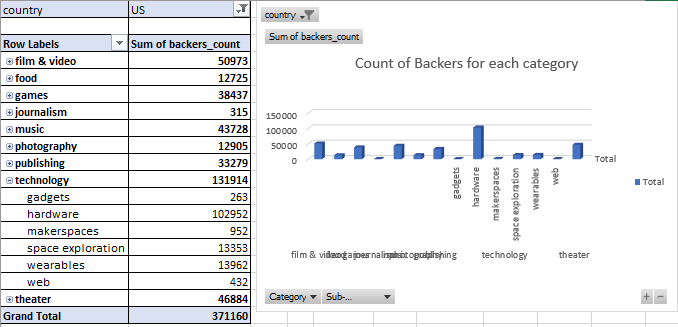 country US
Row Labels Sum of backers_count
film & video 50973
food 12725
games 38437
journalism 315
music 43728
photography 12905
publishing 33279
technology 131914
gadgets 263
hardware 102952
makerspaces 952
space exploration 13353
wearables 13962
web 432
theater 46884
Grand Total 371160
country
Sum of backers_count
Count of Backers for each category
150000
100000
50000
0
Total
Total
gadgets
hardware
makerspaces
space exploration
wearables
web
film & video
food
games
journalism
music
photography
publishing
technology
theater
Category
Sub-...